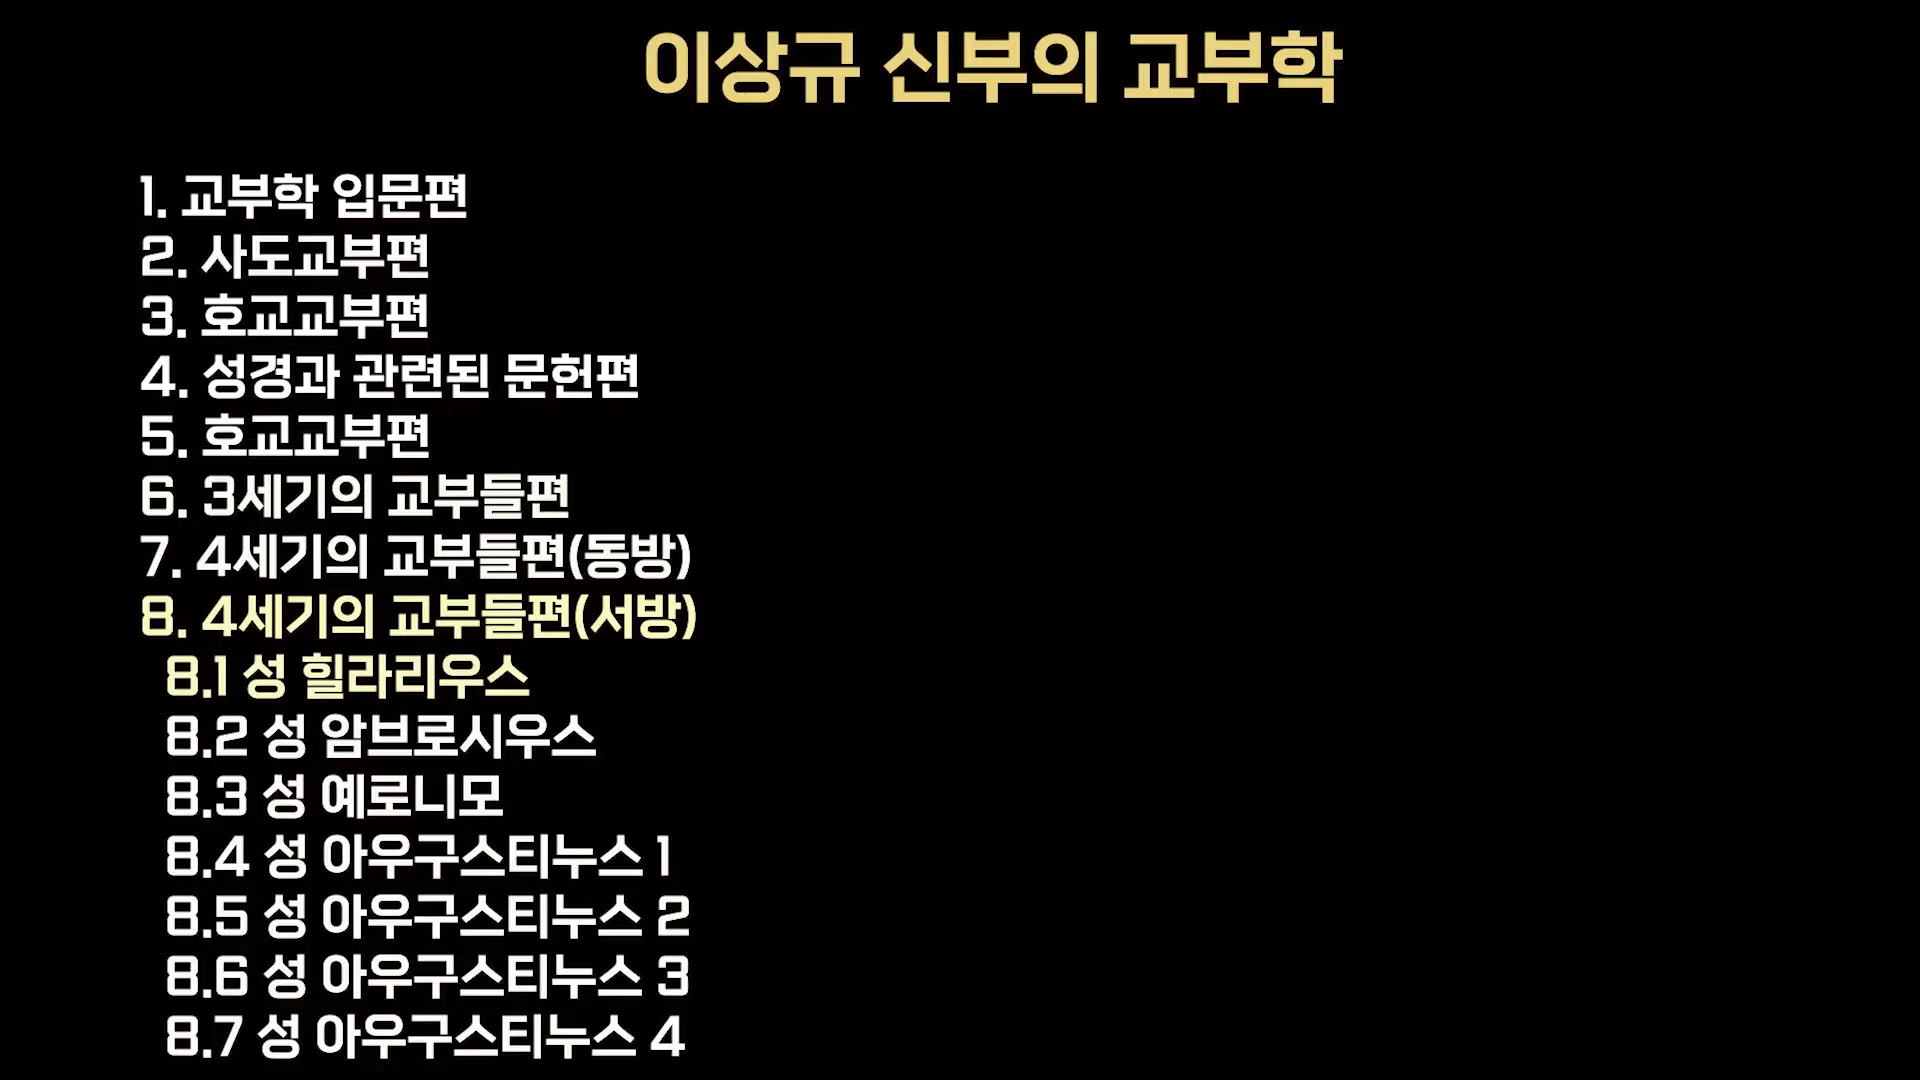 이상규 신부의 교부학
1. 교부학 입문편
2. 사도교부편
3. 호교교부편
4. 성경과 관련된 문헌편
5. 호교교부편
6. 3세기의 교부들편
7. 4세기의 교부들편(동방)
8. 4세기의 교부들편(서방)
8.1 성 힐라리우스
8.2 성 암브로시우스
8.3 성 예로니모
8.4 성 아우구스티누스 1
8.5 성 아우구스티누스 2
8.6 성 아우구스티누스 3
8.7 성 아우구스티누스 4